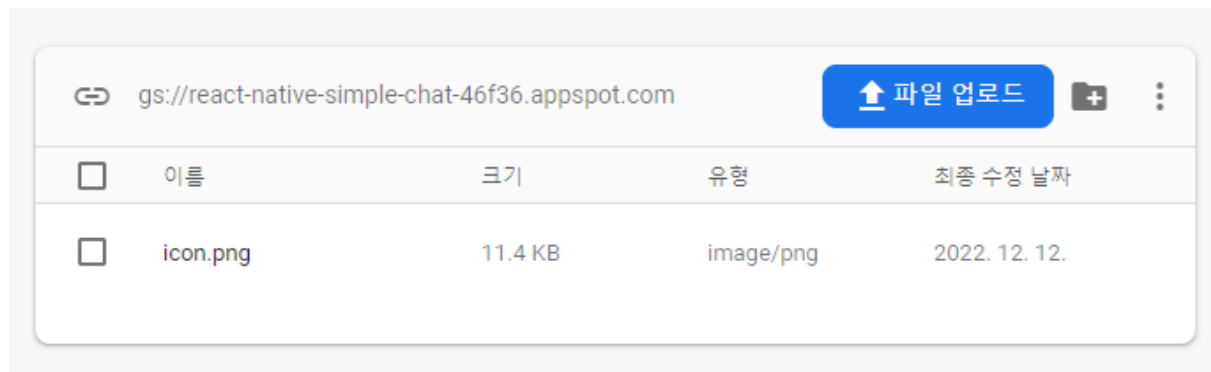 gs://react-native-simple-chat-46f36.appspot.com 파일 업로드
이름 크기 유형 최종 수정 날짜
icon.png 11.4 KB image/png 2022. 12. 12.